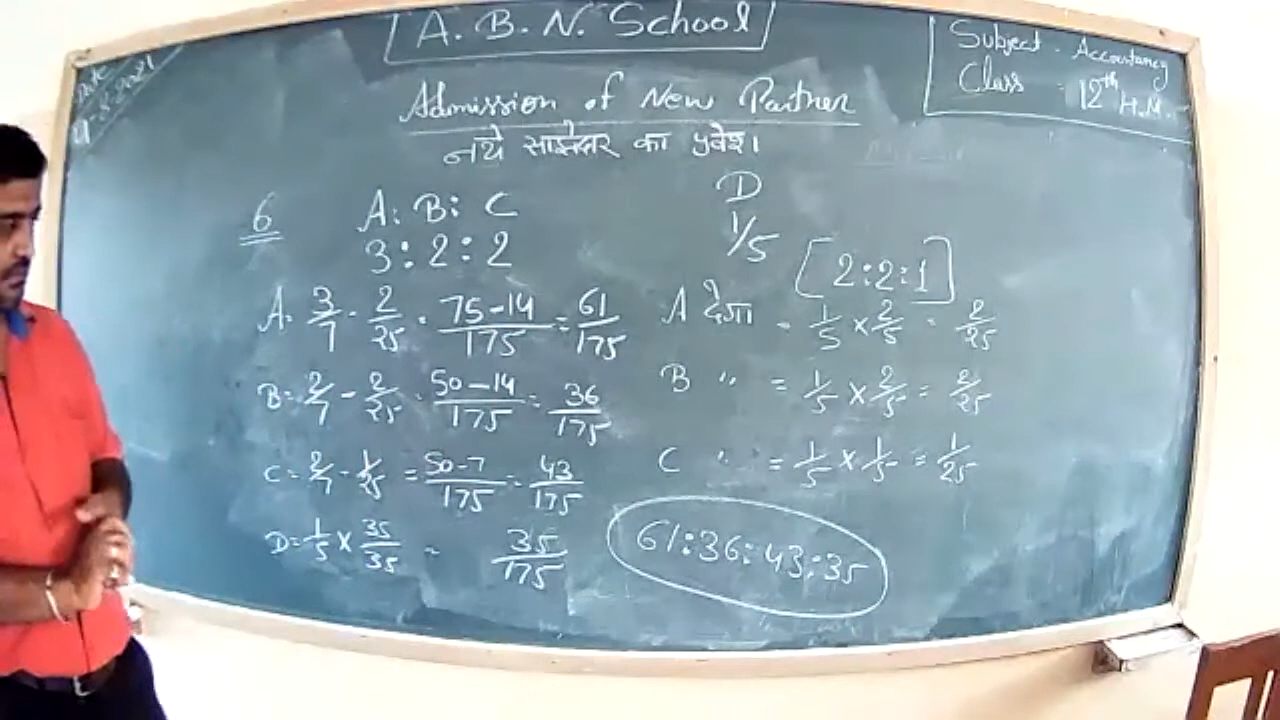 A. B. N. School
Subject - Accountancy
Class - 12th H.M.
Date
Admission of New Partner
नये साझेदार का प्रवेश।
6
A : B : C
3 : 2 : 2
D
1/5
[2:2:1]
A = 3/7 - 2/25 = 75-14/175 = 61/175
B = 2/7 - 2/25 = 50-14/175 = 36/175
C = 2/7 - 1/25 = 50-7/175 = 43/175
D = 1/5 × 35/35 = 35/175
A देगा = 1/5 × 2/5 = 2/25
B " = 1/5 × 2/5 = 2/25
C " = 1/5 × 1/5 = 1/25
61:36:43:35